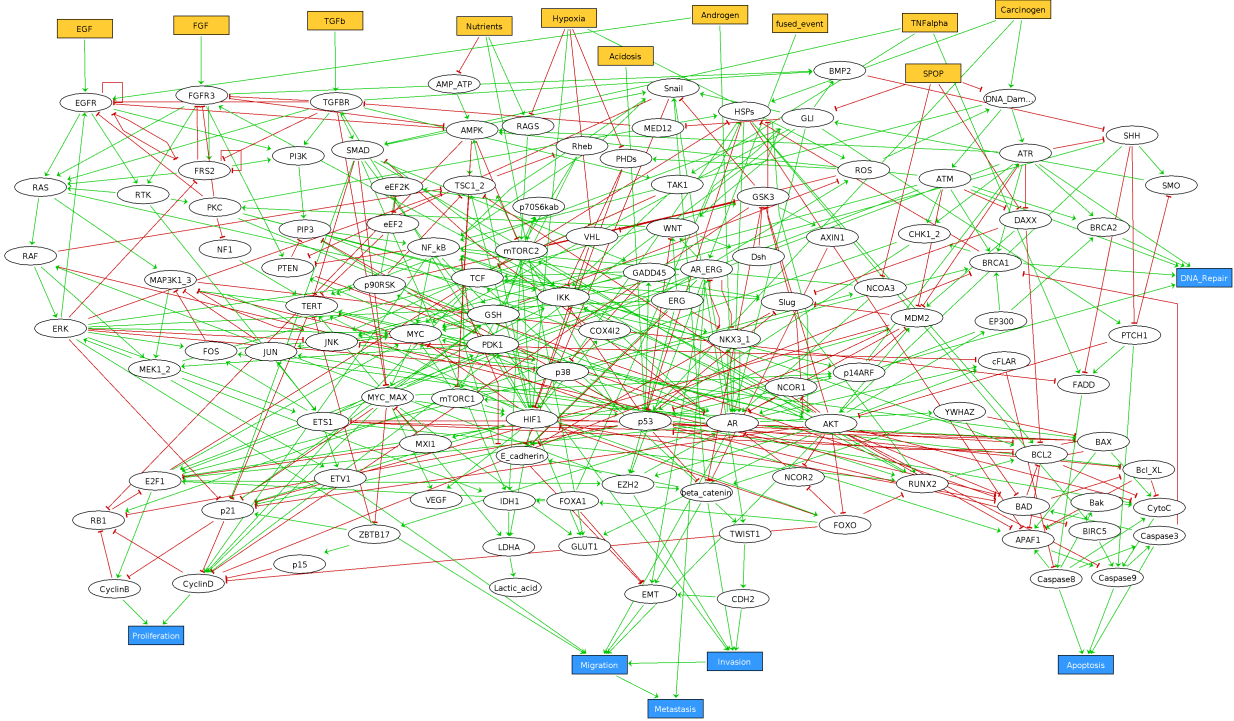 Carcinogen
Androgen
Hypoxia
TGFb
TNFalpha
fused_event
FGF
Nutrients
EGF
Acidosis
SPOP
BMP2
AMP_ATP
Snail
FGFR3
DNA_Dam...
EGFR
TGFBR
HSPs
GLI
RAGS
MED12
AMPK
SHH
Rheb
SMAD
ATR
PI3K
PHDs
FRS2
ROS
ATM
TAK1
TSC1_2
SMO
RAS
eEF2K
RTK
GSK3
PKC
p70S6kab
DAXX
eEF2
BRCA2
PIP3
WNT
CHK1_2
VHL
AXIN1
NF1
NF_kB
mTORC2
RAF
Dsh
BRCA1
PTEN
AR_ERG
GADD45
TCF
DNA_Repair
MAP3K1_3
p90RSK
NCOA3
IKK
ERG
Slug
TERT
GSH
MDM2
EP300
ERK
COX4I2
MYC
PTCH1
NKX3_1
JNK
PDK1
FOS
JUN
cFLAR
MEK1_2
p38
p14ARF
FADD
NCOR1
MYC_MAX
mTORC1
YWHAZ
HIF1
ETS1
p53
AR
AKT
MXI1
BAX
E_cadherin
BCL2
Bcl_XL
E2F1
ETV1
NCOR2
EZH2
RUNX2
beta_catenin
VEGF
IDH1
FOXA1
Bak
BAD
CytoC
p21
RB1
FOXO
BIRC5
ZBTB17
TWIST1
Caspase3
APAF1
LDHA
GLUT1
p15
Caspase8
Caspase9
CyclinD
CyclinB
Lactic_acid
EMT
CDH2
Proliferation
Migration
Invasion
Apoptosis
Metastasis